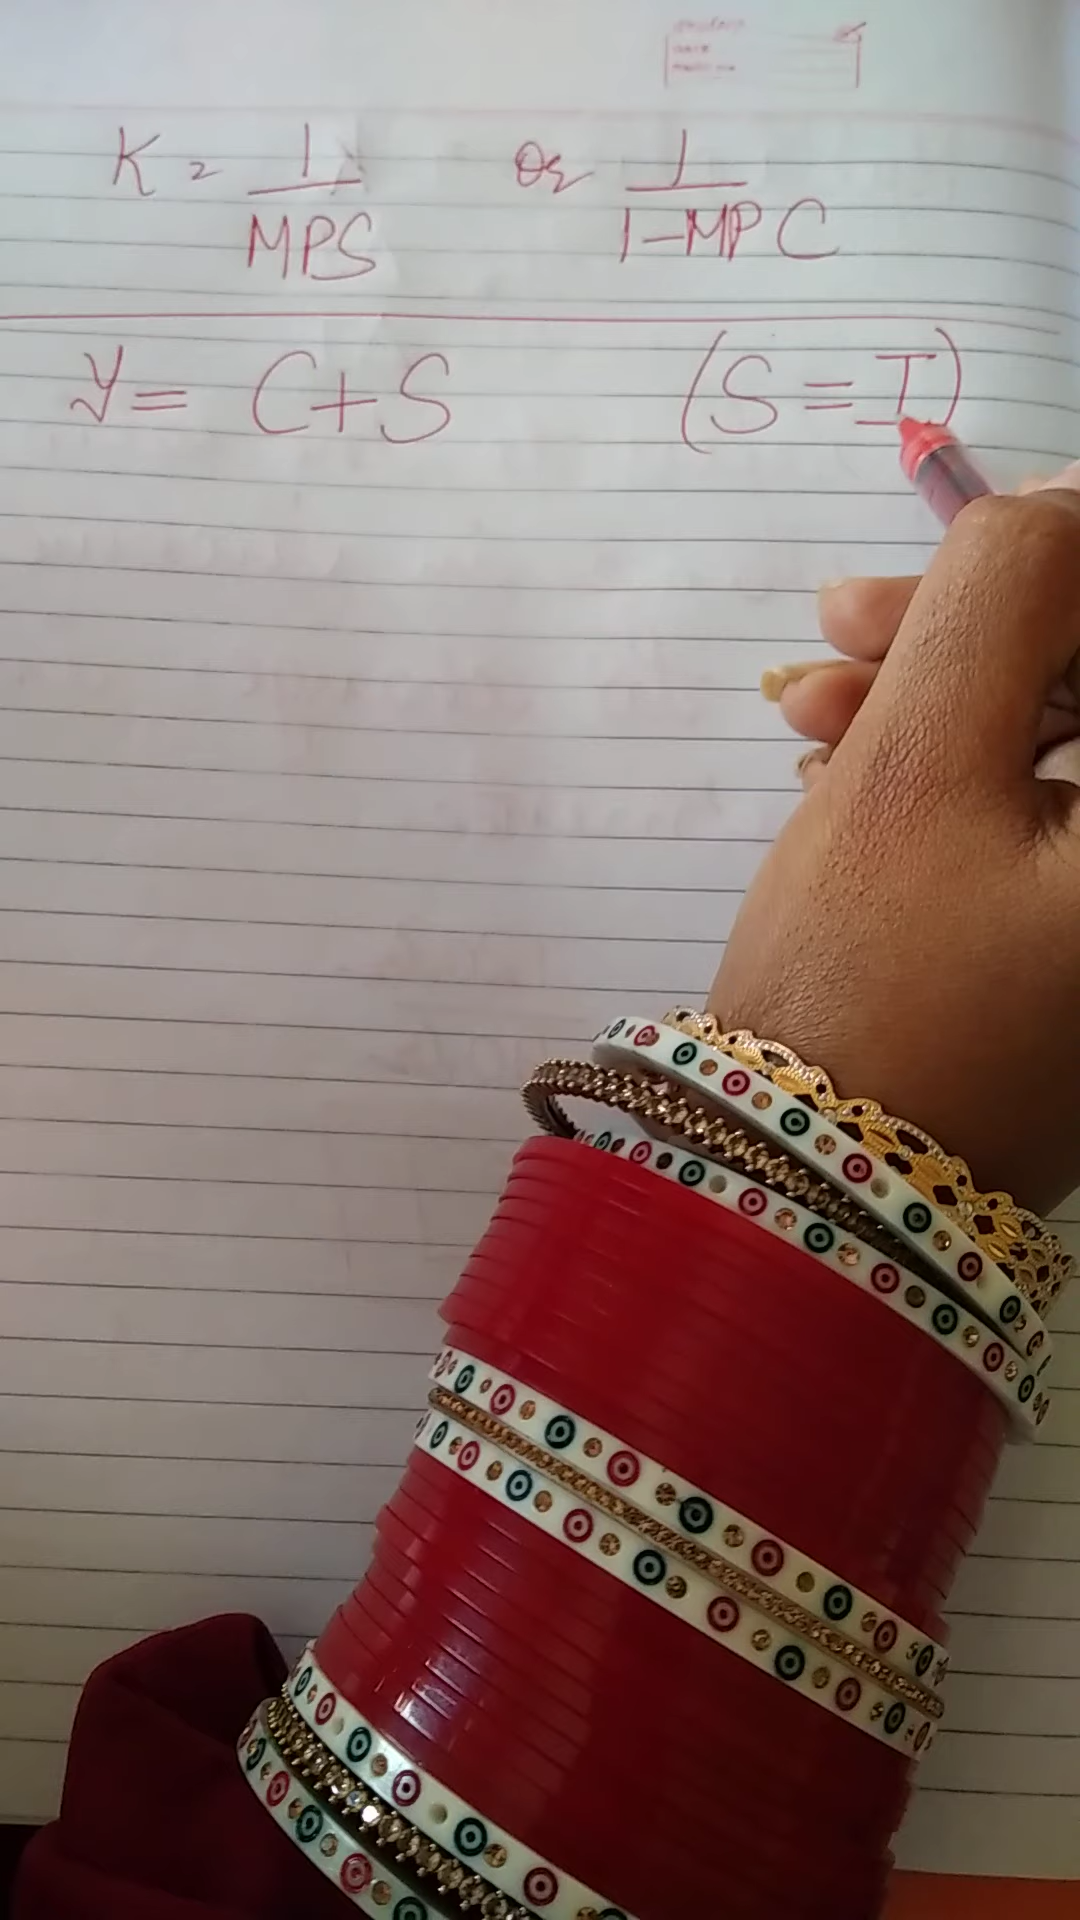 K = 1/MPS or 1/1-MPC
y = C+S (S = I)